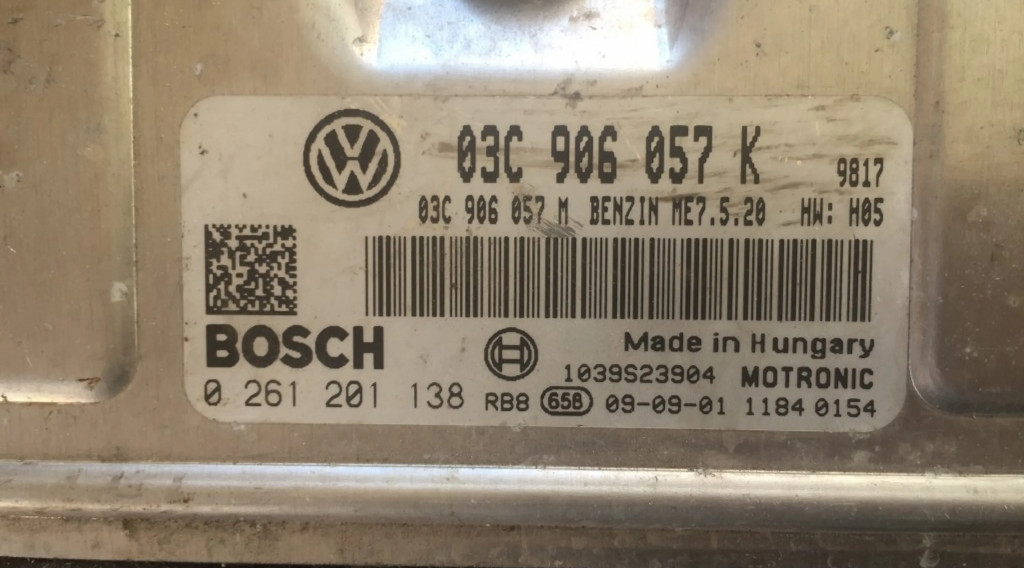 03C 906 057 K 9817
03C 906 057 M BENZIN ME7.5.20 HW: H05
BOSCH
Made in Hungary
1039S23904 MOTRONIC
0 261 201 138 RB8 658 09-09-01 1184 0154